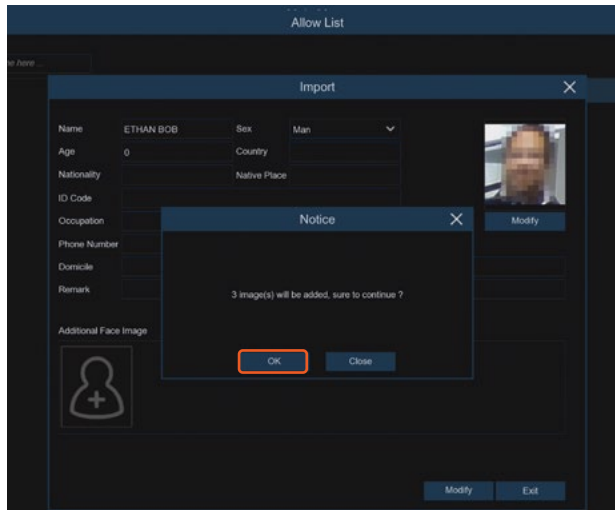 Allow List
Import
Name ETHAN BOB Sex Man
Age 0 Country
Nationality Native Place
ID Code
Occupation
Modify
Notice
Phone Number
Domicile
Remark
3 image(s) will be added, sure to continue ?
Additional Face Image
OK Close
Modify Exit